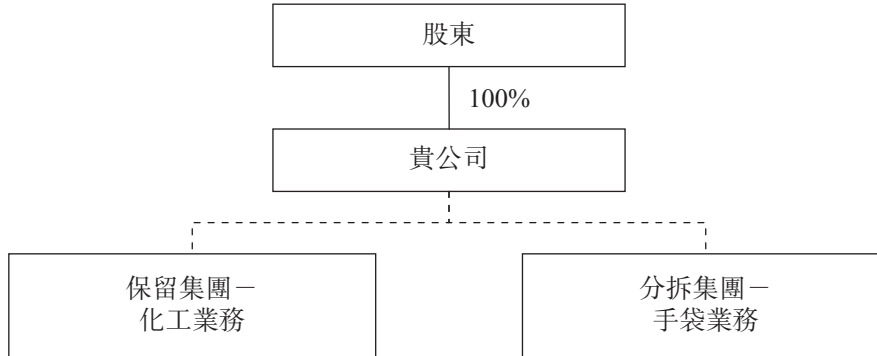 股東
100%
貴公司
保留集團－
化工業務
分拆集團－
手袋業務